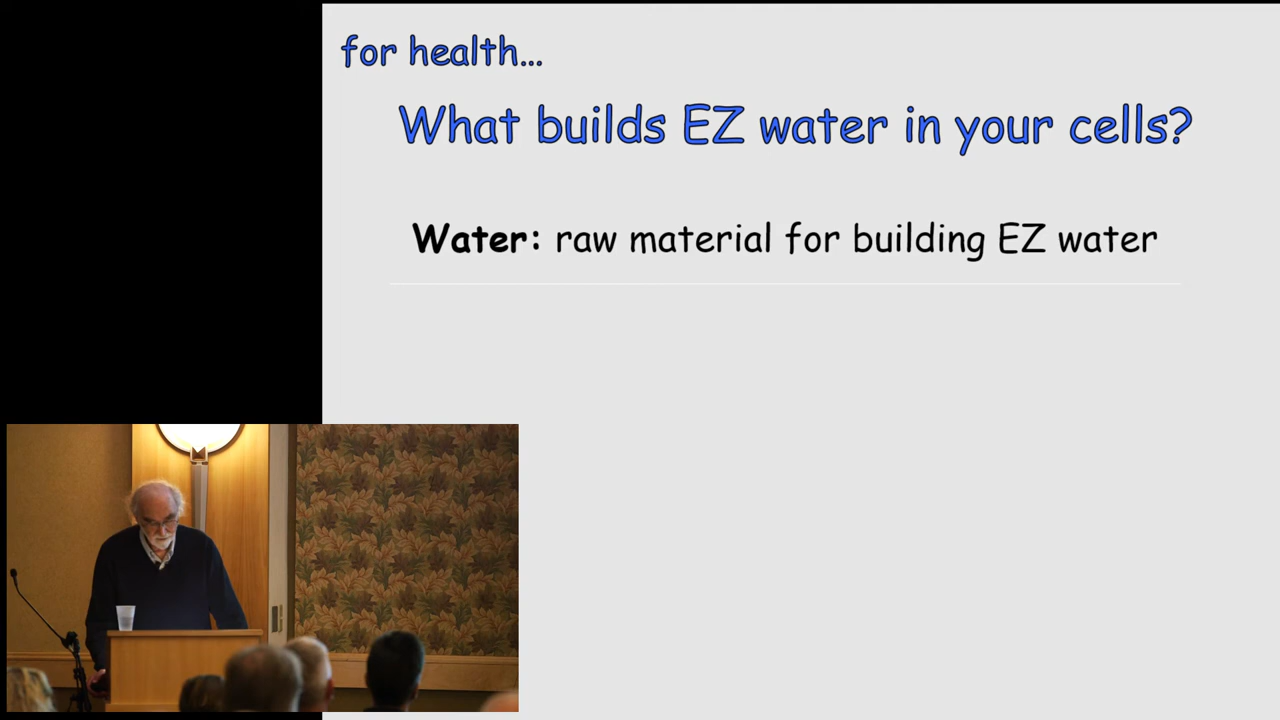 for health...
What builds EZ water in your cells?
Water: raw material for building EZ water